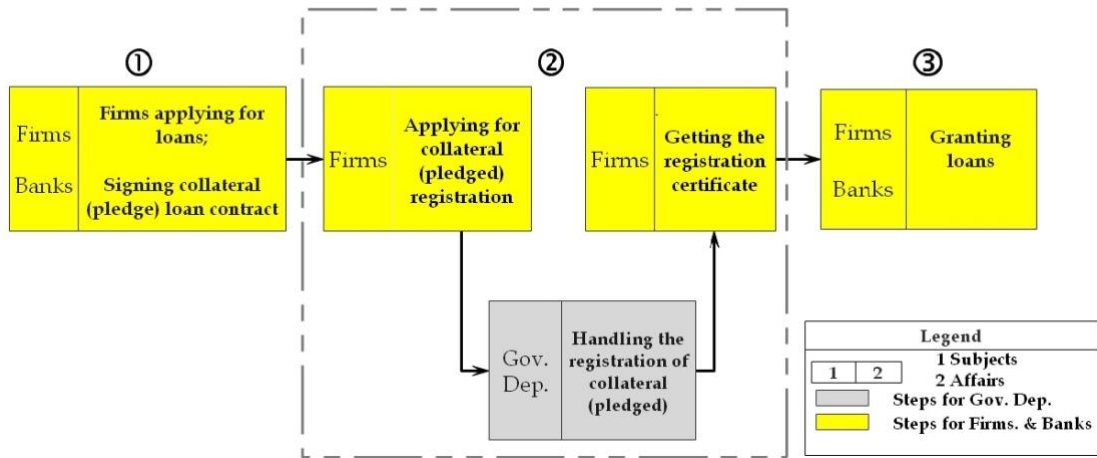 ①
②
③
Firms
Banks
Firms applying for
loans;
Signing collateral
(pledge) loan contract
Firms
Applying for
collateral
(pledged)
registration
Firms
Getting the
registration
certificate
Firms
Banks
Granting
loans
Gov.
Dep.
Handling the
registration of
collateral
(pledged)
Legend
1 2
1 Subjects
2 Affairs
Steps for Gov. Dep.
Steps for Firms. & Banks